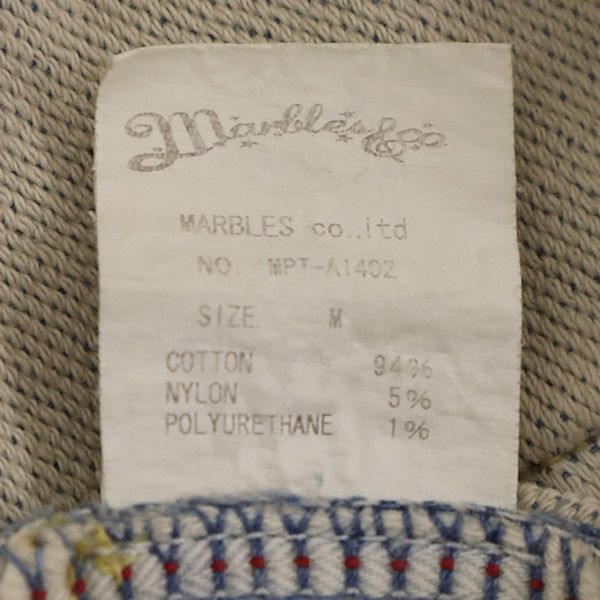 Marbles&co
MARBLES co.,ltd
NO. MPT-A1402
SIZE. M
COTTON 94%
NYLON 5%
POLYURETHANE 1%